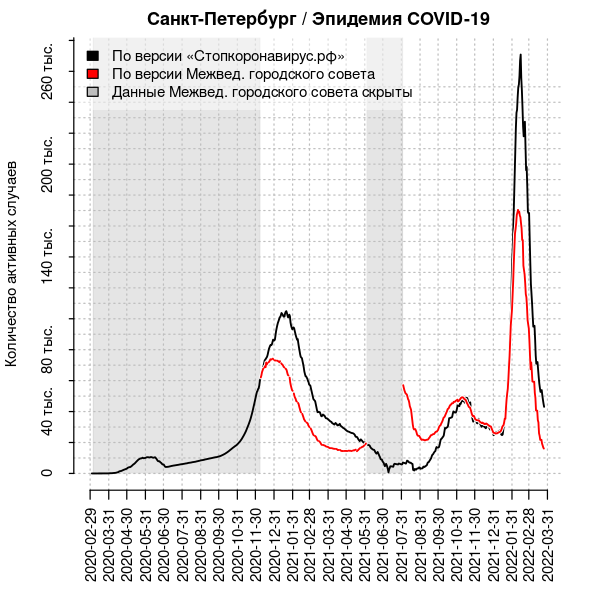 Санкт-Петербург / Эпидемия COVID-19
По версии «Стопкоронавирус.рф»
По версии Межвед. городского совета
Данные Межвед. городского совета скрыты
Количество активных случаев
260 тыс.
200 тыс.
140 тыс.
80 тыс.
40 тыс.
0
2020-02-29
2020-03-31
2020-04-30
2020-05-31
2020-06-30
2020-07-31
2020-08-31
2020-09-30
2020-10-31
2020-11-30
2020-12-31
2021-01-31
2021-02-28
2021-03-31
2021-04-30
2021-05-31
2021-06-30
2021-07-31
2021-08-31
2021-09-30
2021-10-31
2021-11-30
2021-12-31
2022-01-31
2022-02-28
2022-03-31